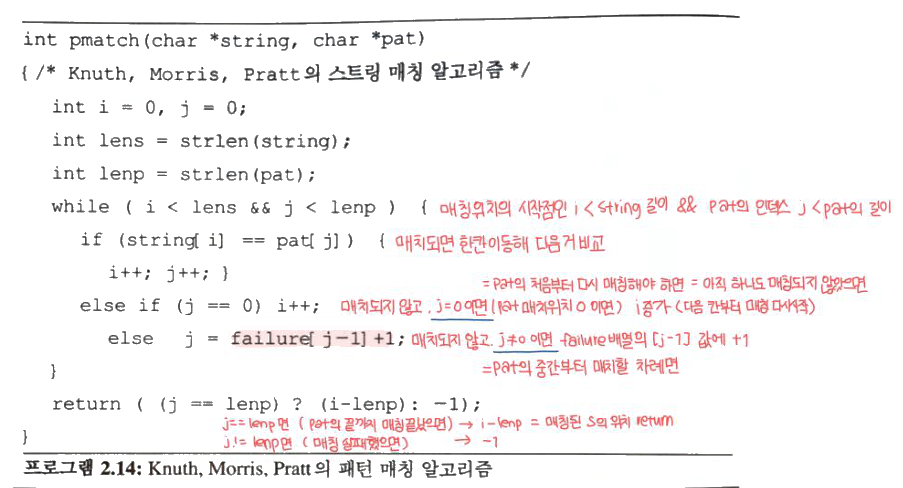 int pmatch(char *string, char *pat)
{ /* Knuth, Morris, Pratt의 스트링 매칭 알고리즘 */
int i = 0, j = 0;
int lens = strlen(string);
int lenp = strlen(pat);
while ( i < lens && j < lenp ) { 매칭위치의 시작점인 i < string 길이 && pat의 인덱스 j < pat의 길이
if (string[ i] == pat[ j] ) { 매치되면 한칸이동해 다음거 비교
i++; j++; }
= pat의 처음부터 다시 매칭해야 하면 = 아직 하나도 매칭되지 않았으면
else if (j == 0) i++; 매치되지 않고, j=0 이면 (pat 매치위치 0 이면) i증가 (다음 칸부터 매칭 다시시작)
else j = failure[ j-1] +1; 매치되지 않고, j≠0 이면 failure배열의 [j-1] 값에 +1
} =pat의 중간부터 매치할 차례면
return ( (j == lenp) ? (i-lenp): -1);
j==lenp면 ( pat의 끝까지 매칭끝났으면) → i-lenp = 매칭된 S의 위치 return
} j != lenp면 ( 매칭 실패했으면) → -1
프로그램 2.14: Knuth, Morris, Pratt의 패턴 매칭 알고리즘